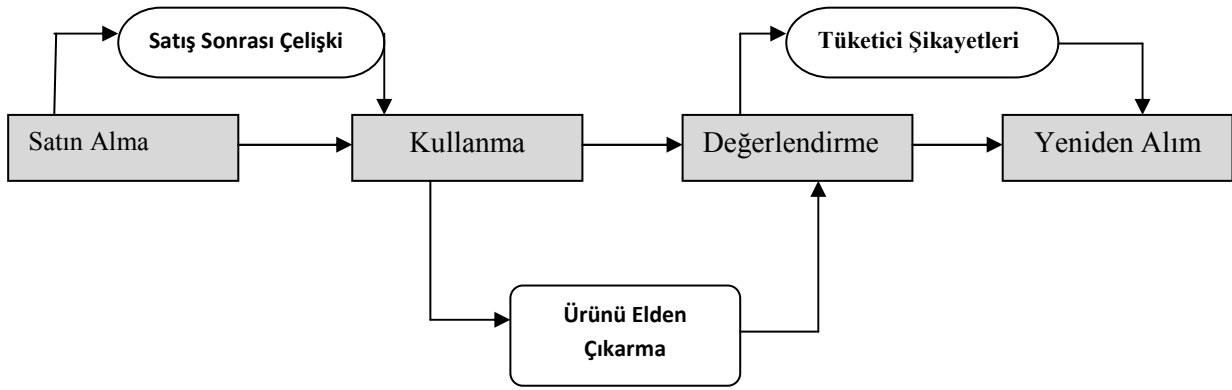 Satış Sonrası Çelişki
Tüketici Şikayetleri
Satın Alma
Kullanma
Değerlendirme
Yeniden Alım
Ürünü Elden
Çıkarma